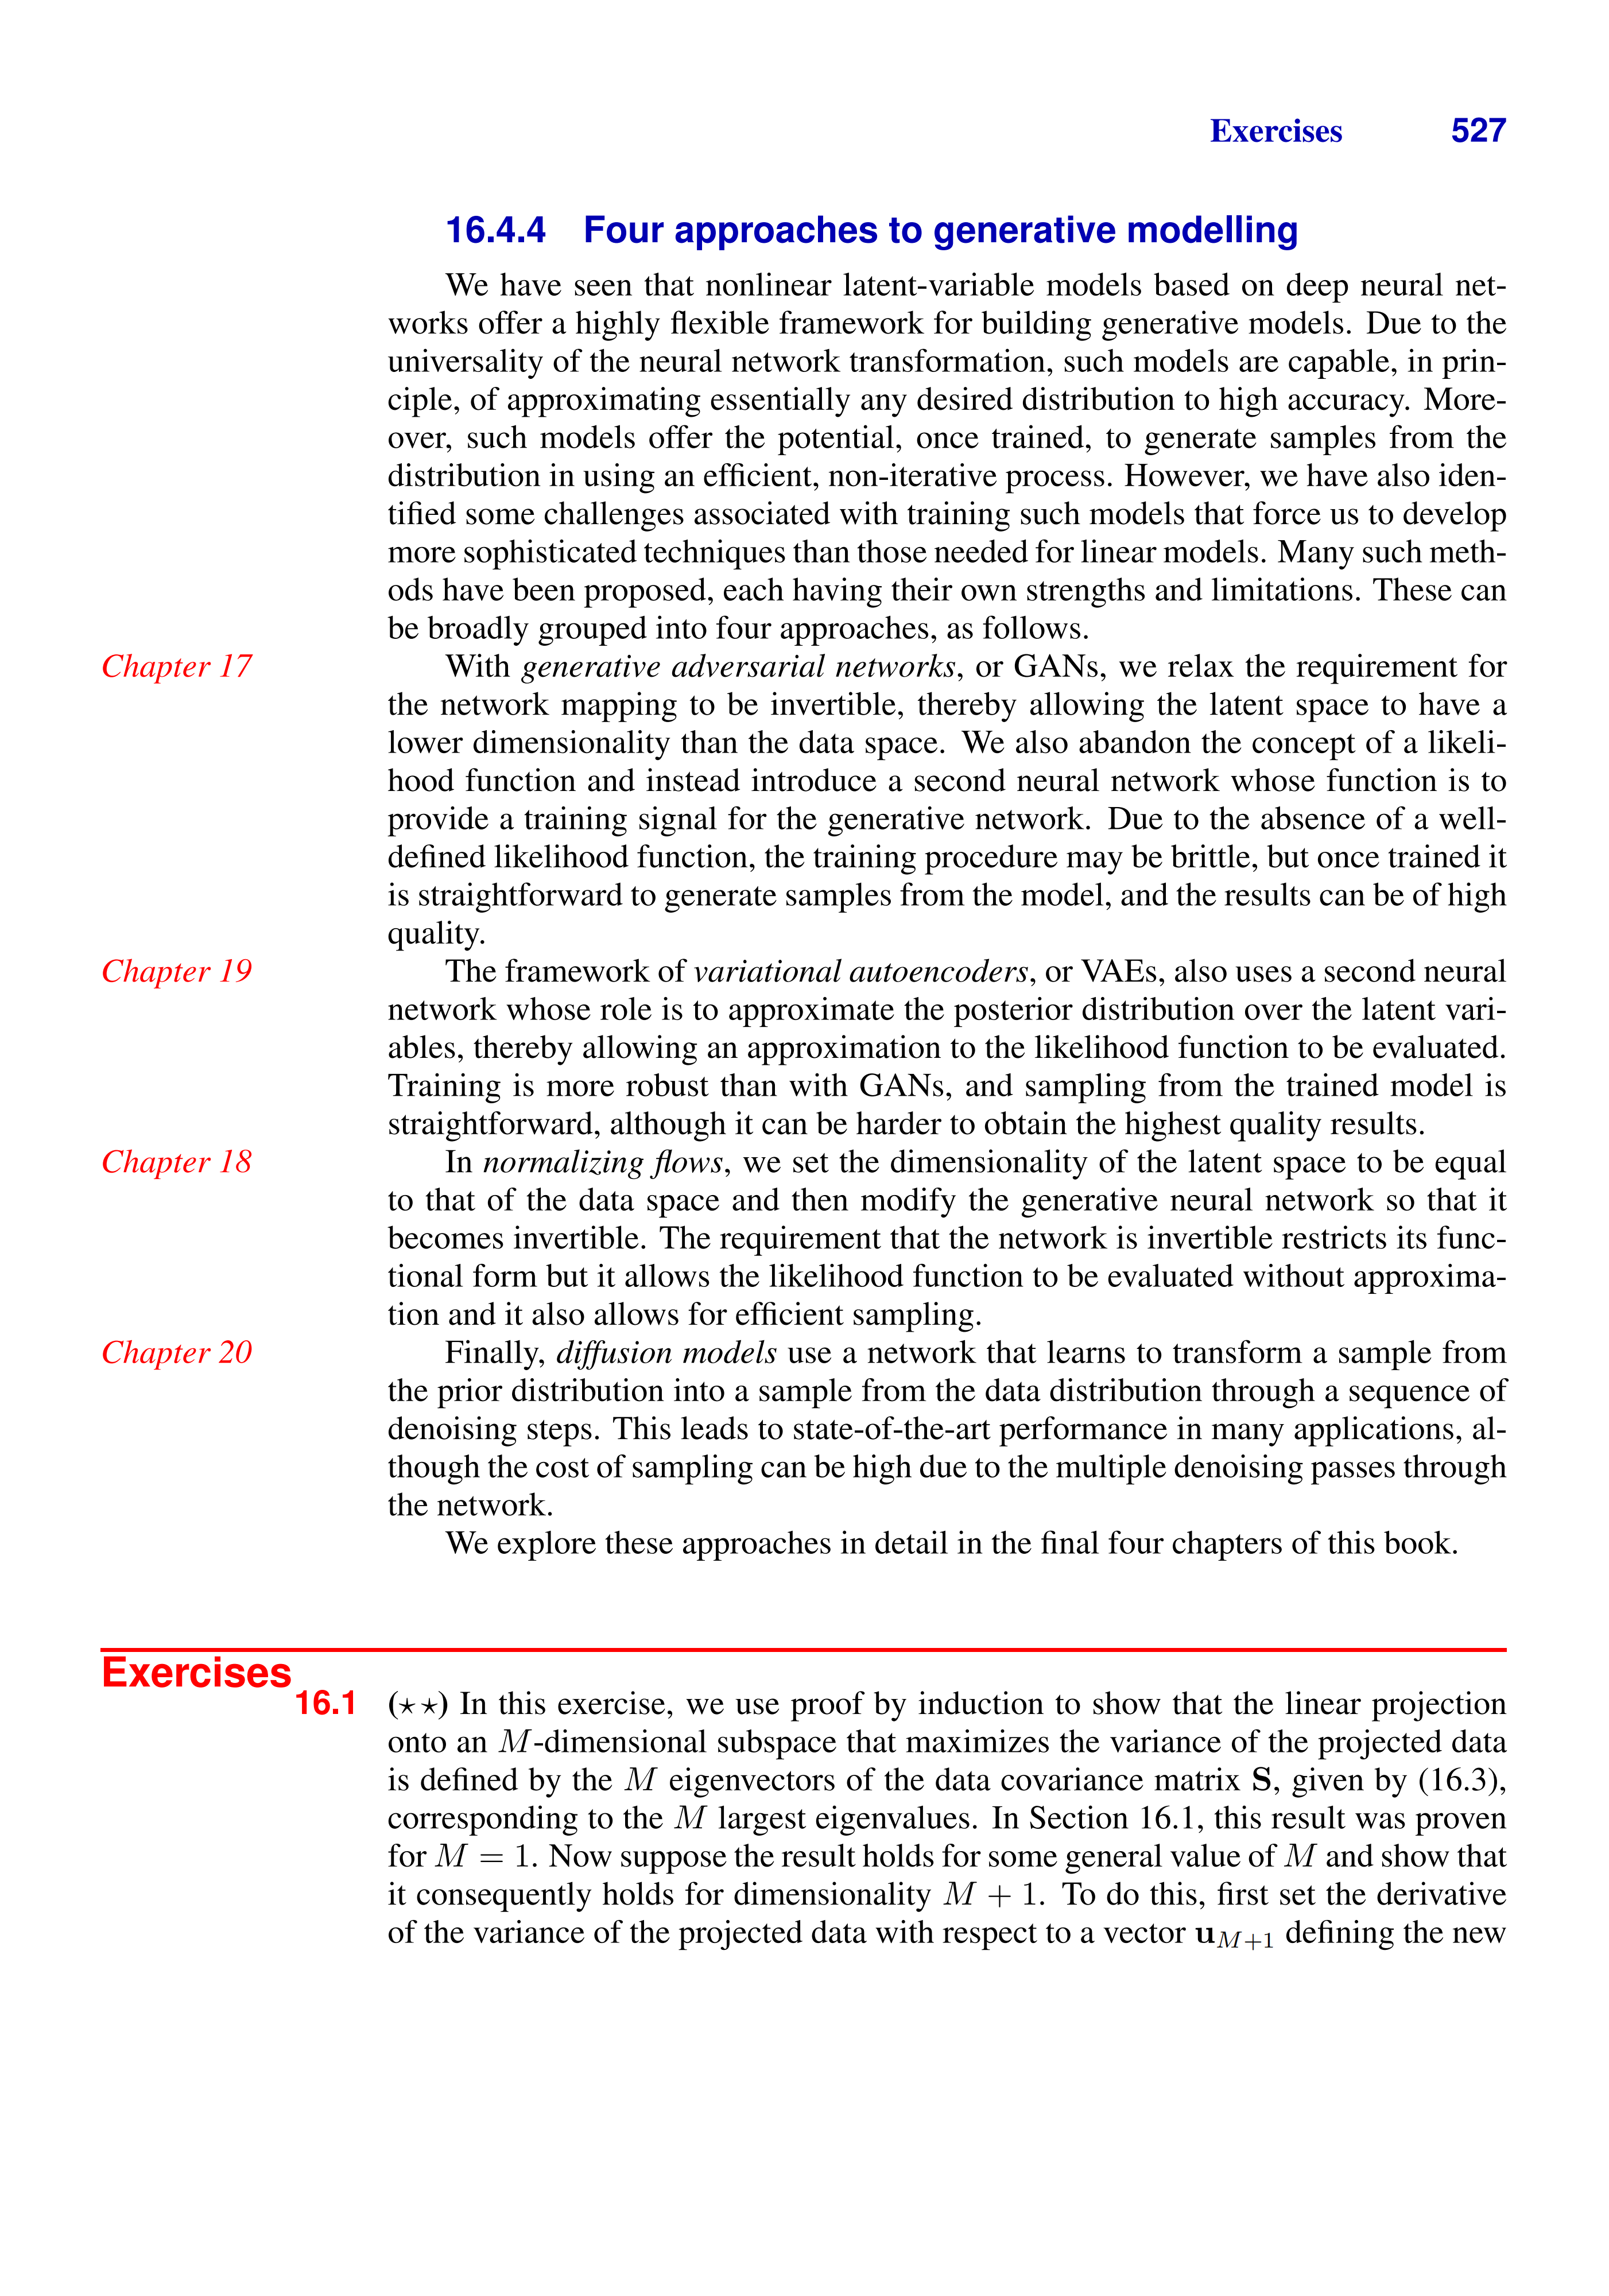 Exercises 527
16.4.4 Four approaches to generative modelling
We have seen that nonlinear latent-variable models based on deep neural net-
works offer a highly flexible framework for building generative models. Due to the
universality of the neural network transformation, such models are capable, in prin-
ciple, of approximating essentially any desired distribution to high accuracy. More-
over, such models offer the potential, once trained, to generate samples from the
distribution in using an efficient, non-iterative process. However, we have also iden-
tified some challenges associated with training such models that force us to develop
more sophisticated techniques than those needed for linear models. Many such meth-
ods have been proposed, each having their own strengths and limitations. These can
be broadly grouped into four approaches, as follows.
Chapter 17 With generative adversarial networks, or GANs, we relax the requirement for
the network mapping to be invertible, thereby allowing the latent space to have a
lower dimensionality than the data space. We also abandon the concept of a likeli-
hood function and instead introduce a second neural network whose function is to
provide a training signal for the generative network. Due to the absence of a well-
defined likelihood function, the training procedure may be brittle, but once trained it
is straightforward to generate samples from the model, and the results can be of high
quality.
Chapter 19 The framework of variational autoencoders, or VAEs, also uses a second neural
network whose role is to approximate the posterior distribution over the latent vari-
ables, thereby allowing an approximation to the likelihood function to be evaluated.
Training is more robust than with GANs, and sampling from the trained model is
straightforward, although it can be harder to obtain the highest quality results.
Chapter 18 In normalizing flows, we set the dimensionality of the latent space to be equal
to that of the data space and then modify the generative neural network so that it
becomes invertible. The requirement that the network is invertible restricts its func-
tional form but it allows the likelihood function to be evaluated without approxima-
tion and it also allows for efficient sampling.
Chapter 20 Finally, diffusion models use a network that learns to transform a sample from
the prior distribution into a sample from the data distribution through a sequence of
denoising steps. This leads to state-of-the-art performance in many applications, al-
though the cost of sampling can be high due to the multiple denoising passes through
the network.
We explore these approaches in detail in the final four chapters of this book.
Exercises
16.1 (⋆⋆) In this exercise, we use proof by induction to show that the linear projection
onto an M-dimensional subspace that maximizes the variance of the projected data
is defined by the M eigenvectors of the data covariance matrix S, given by (16.3),
corresponding to the M largest eigenvalues. In Section 16.1, this result was proven
for M = 1. Now suppose the result holds for some general value of M and show that
it consequently holds for dimensionality M + 1. To do this, first set the derivative
of the variance of the projected data with respect to a vector u_{M+1} defining the new